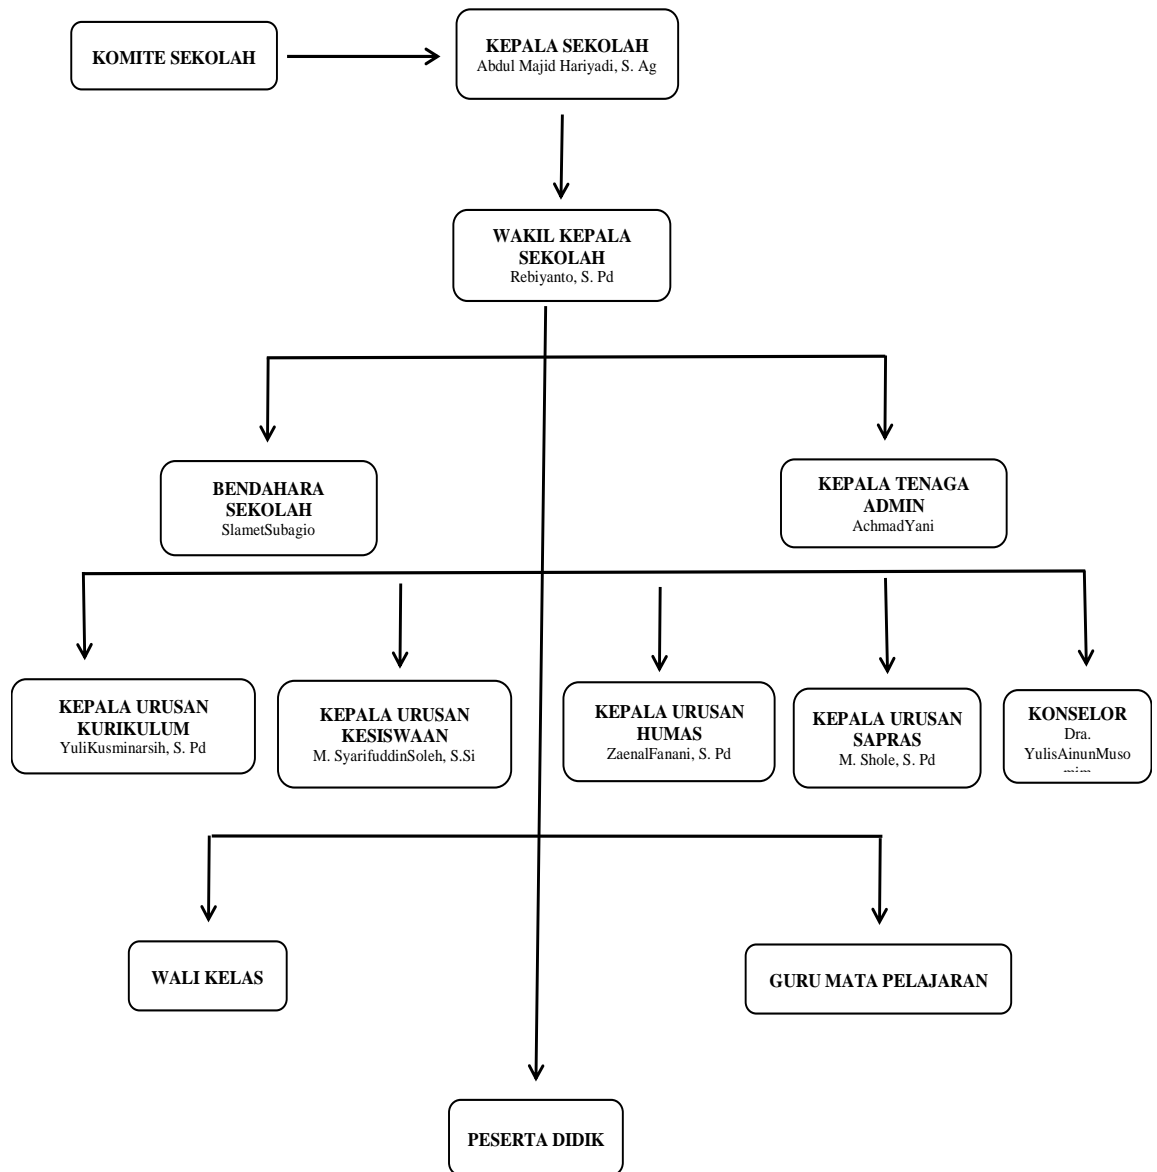 KOMITE SEKOLAH
KEPALA SEKOLAH
Abdul Majid Hariyadi, S. Ag
WAKIL KEPALA
SEKOLAH
Rebiyanto, S. Pd
BENDAHARA
SEKOLAH
SlametSubagio
KEPALA TENAGA
ADMIN
AchmadYani
KEPALA URUSAN
KURIKULUM
YuliKusminarsih, S. Pd
KEPALA URUSAN
KESISWAAN
M. SyarifuddinSoleh, S.Si
KEPALA URUSAN
HUMAS
ZaenalFanani, S. Pd
KEPALA URUSAN
SAPRAS
M. Shole, S. Pd
KONSELOR
Dra.
YulisAinunMuso
WALI KELAS
GURU MATA PELAJARAN
PESERTA DIDIK